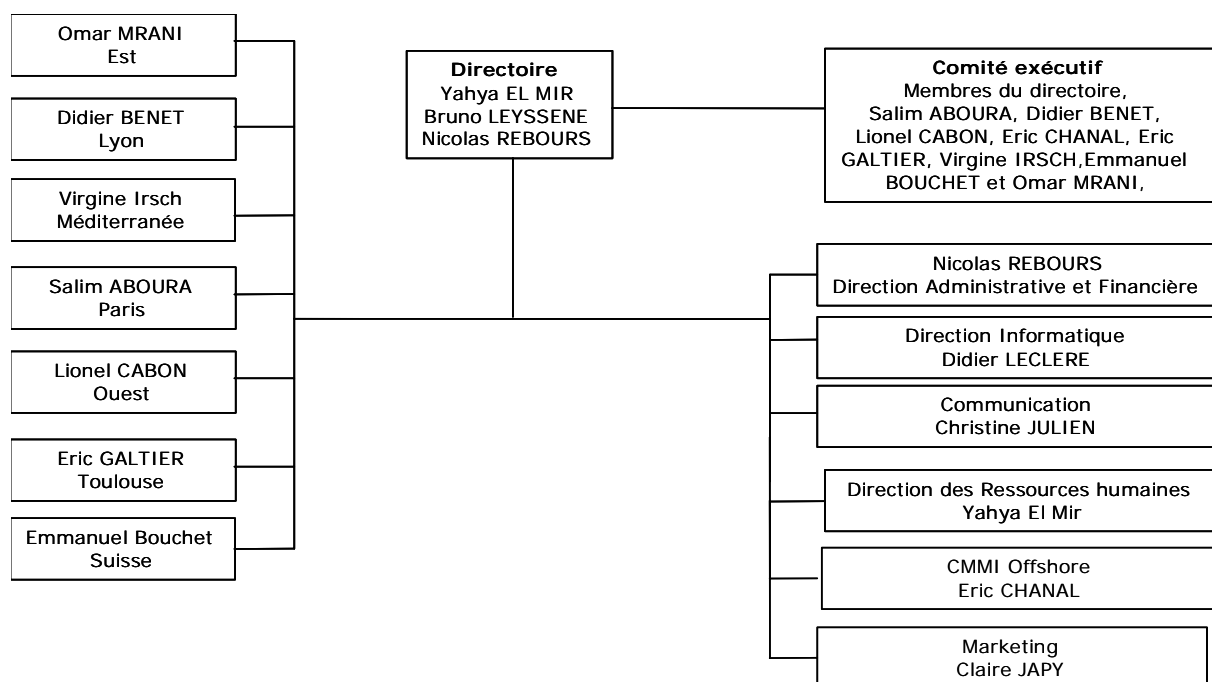 Omar MRANI
Est
Didier BENET
Lyon
Virgine Irsch
Méditerranée
Salim ABOURA
Paris
Lionel CABON
Ouest
Eric GALTIER
Toulouse
Emmanuel Bouchet
Suisse
Directoire
Yahya EL MIR
Bruno LEYSSENE
Nicolas REBOURS
Comité exécutif
Membres du directoire,
Salim ABOURA, Didier BENET,
Lionel CABON, Eric CHANAL, Eric
GALTIER, Virgine IRSCH,Emmanuel
BOUCHET et Omar MRANI,
Nicolas REBOURS
Direction Administrative et Financière
Direction Informatique
Didier LECLERE
Communication
Christine JULIEN
Direction des Ressources humaines
Yahya El Mir
CMMI Offshore
Eric CHANAL
Marketing
Claire JAPY